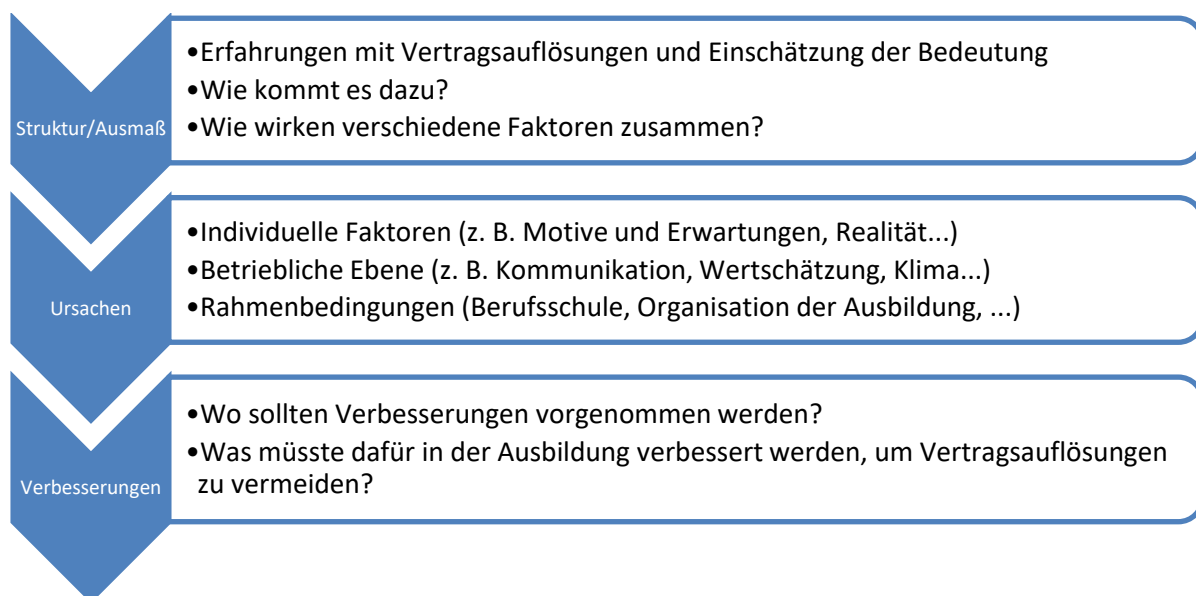 Struktur/Ausmaß
•Erfahrungen mit Vertragsauflösungen und Einschätzung der Bedeutung
•Wie kommt es dazu?
•Wie wirken verschiedene Faktoren zusammen?
Ursachen
•Individuelle Faktoren (z. B. Motive und Erwartungen, Realität...)
•Betriebliche Ebene (z. B. Kommunikation, Wertschätzung, Klima...)
•Rahmenbedingungen (Berufsschule, Organisation der Ausbildung, ...)
Verbesserungen
•Wo sollten Verbesserungen vorgenommen werden?
•Was müsste dafür in der Ausbildung verbessert werden, um Vertragsauflösungen
zu vermeiden?